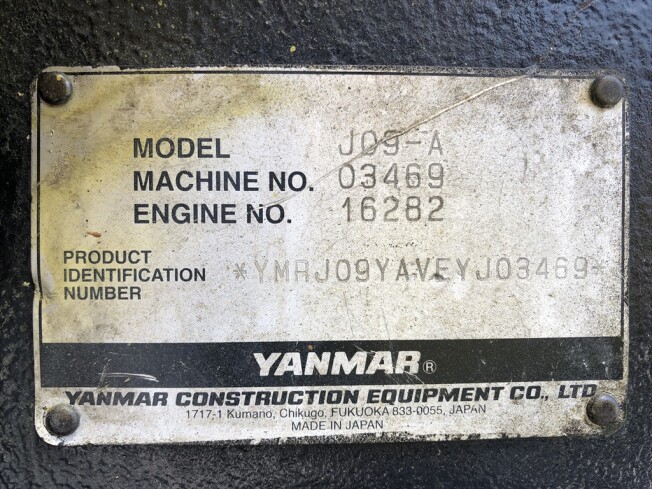 MODEL J09-A
MACHINE NO. 03469
ENGINE NO. 16282
PRODUCT
IDENTIFICATION
NUMBER
*YMRJ09YAVEYJ03469*
YANMAR®
YANMAR CONSTRUCTION EQUIPMENT CO., LTD
1717-1 Kumano, Chikugo, FUKUOKA 833-0055, JAPAN
MADE IN JAPAN